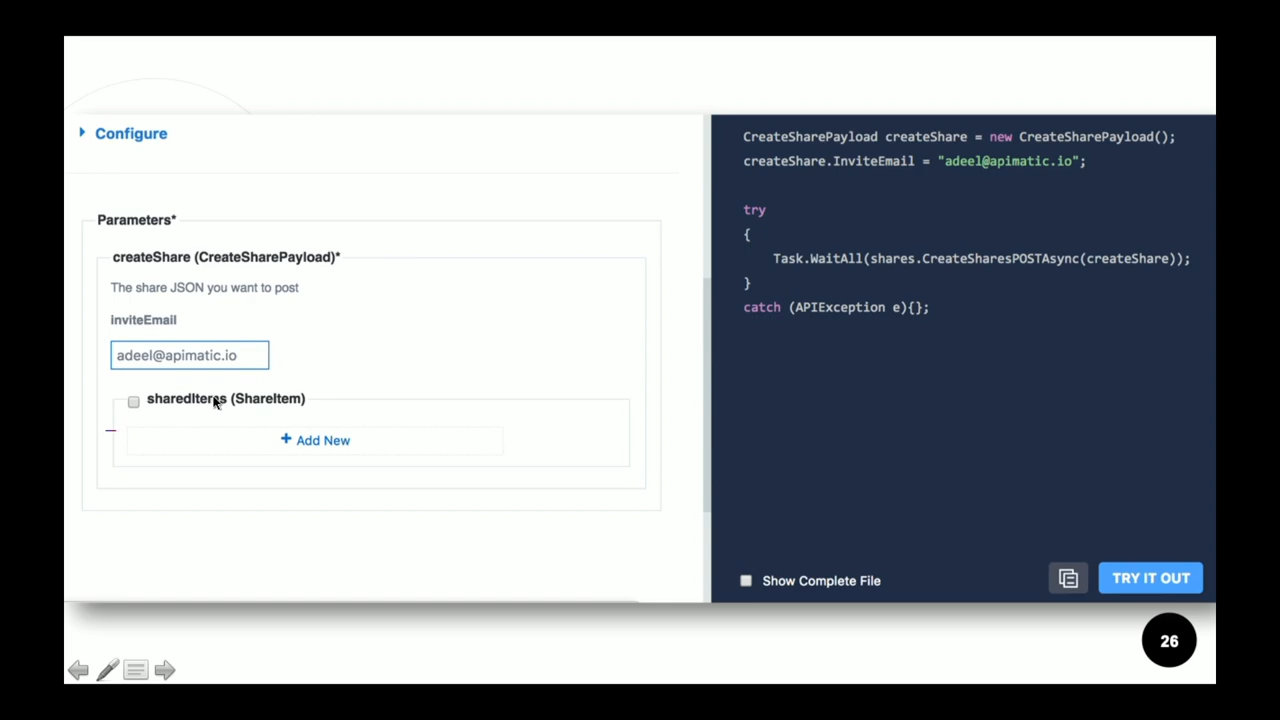 Configure
Parameters*
createShare (CreateSharePayload)*
The share JSON you want to post
inviteEmail
adeel@apimatic.io
sharedItems (ShareItem)
+ Add New
CreateSharePayload createShare = new CreateSharePayload();
createShare.InviteEmail = "adeel@apimatic.io";
try
{
Task.WaitAll(shares.CreateSharesPOSTAsync(createShare));
}
catch (APIException e){};
Show Complete File
TRY IT OUT
26